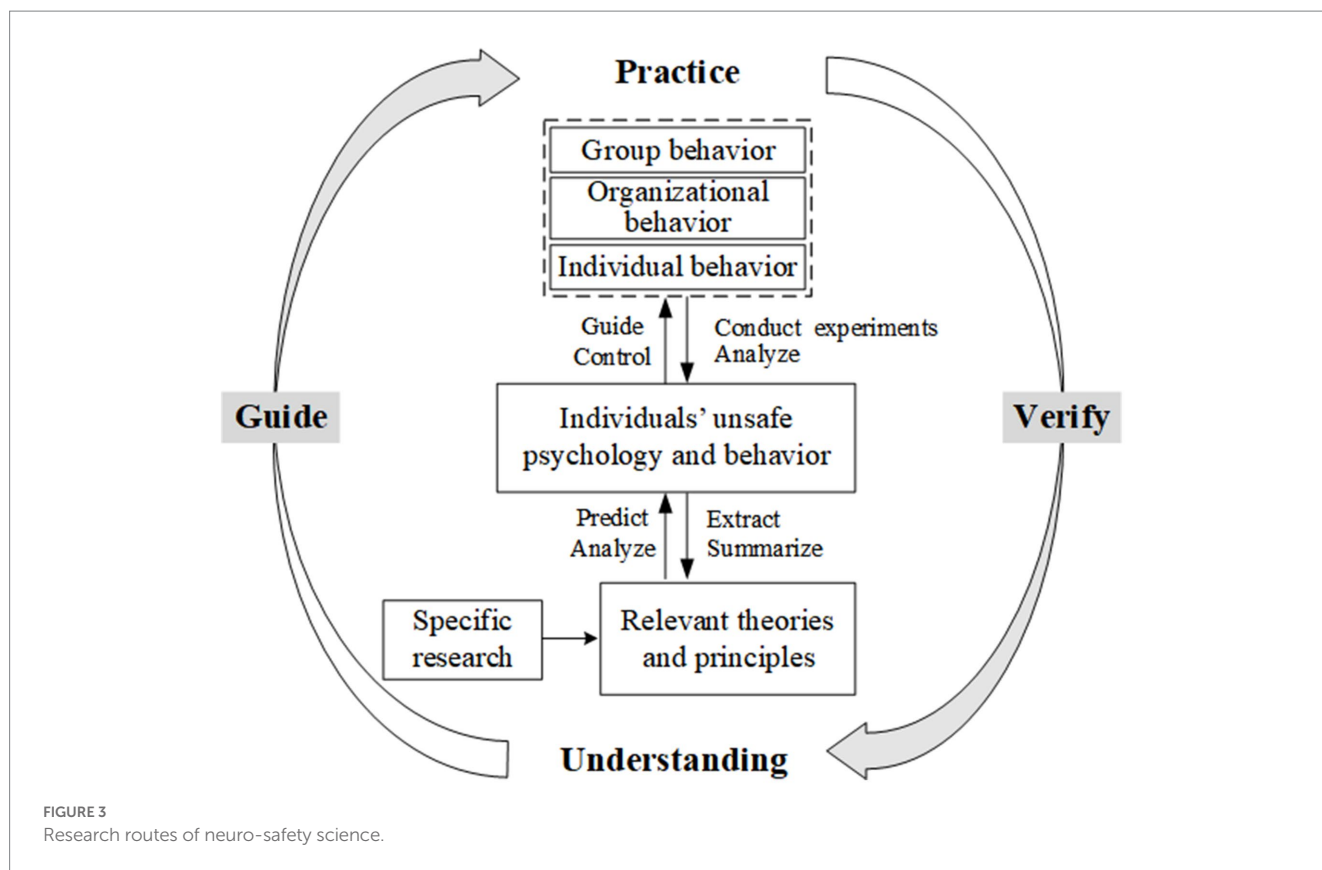 Practice
Group behavior
Organizational
behavior
Individual behavior
Guide
Control
Conduct experiments
Analyze
Guide
Individuals' unsafe
psychology and behavior
Verify
Predict
Analyze
Extract
Summarize
Specific
research
Relevant theories
and principles
Understanding
FIGURE 3
Research routes of neuro-safety science.